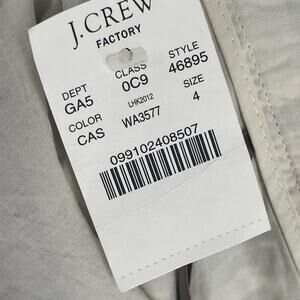 J.CREW
FACTORY
DEPT CLASS STYLE
GA5 0C9 46895
COLOR LHK2012 SIZE
CAS WA3577 4
099102408507